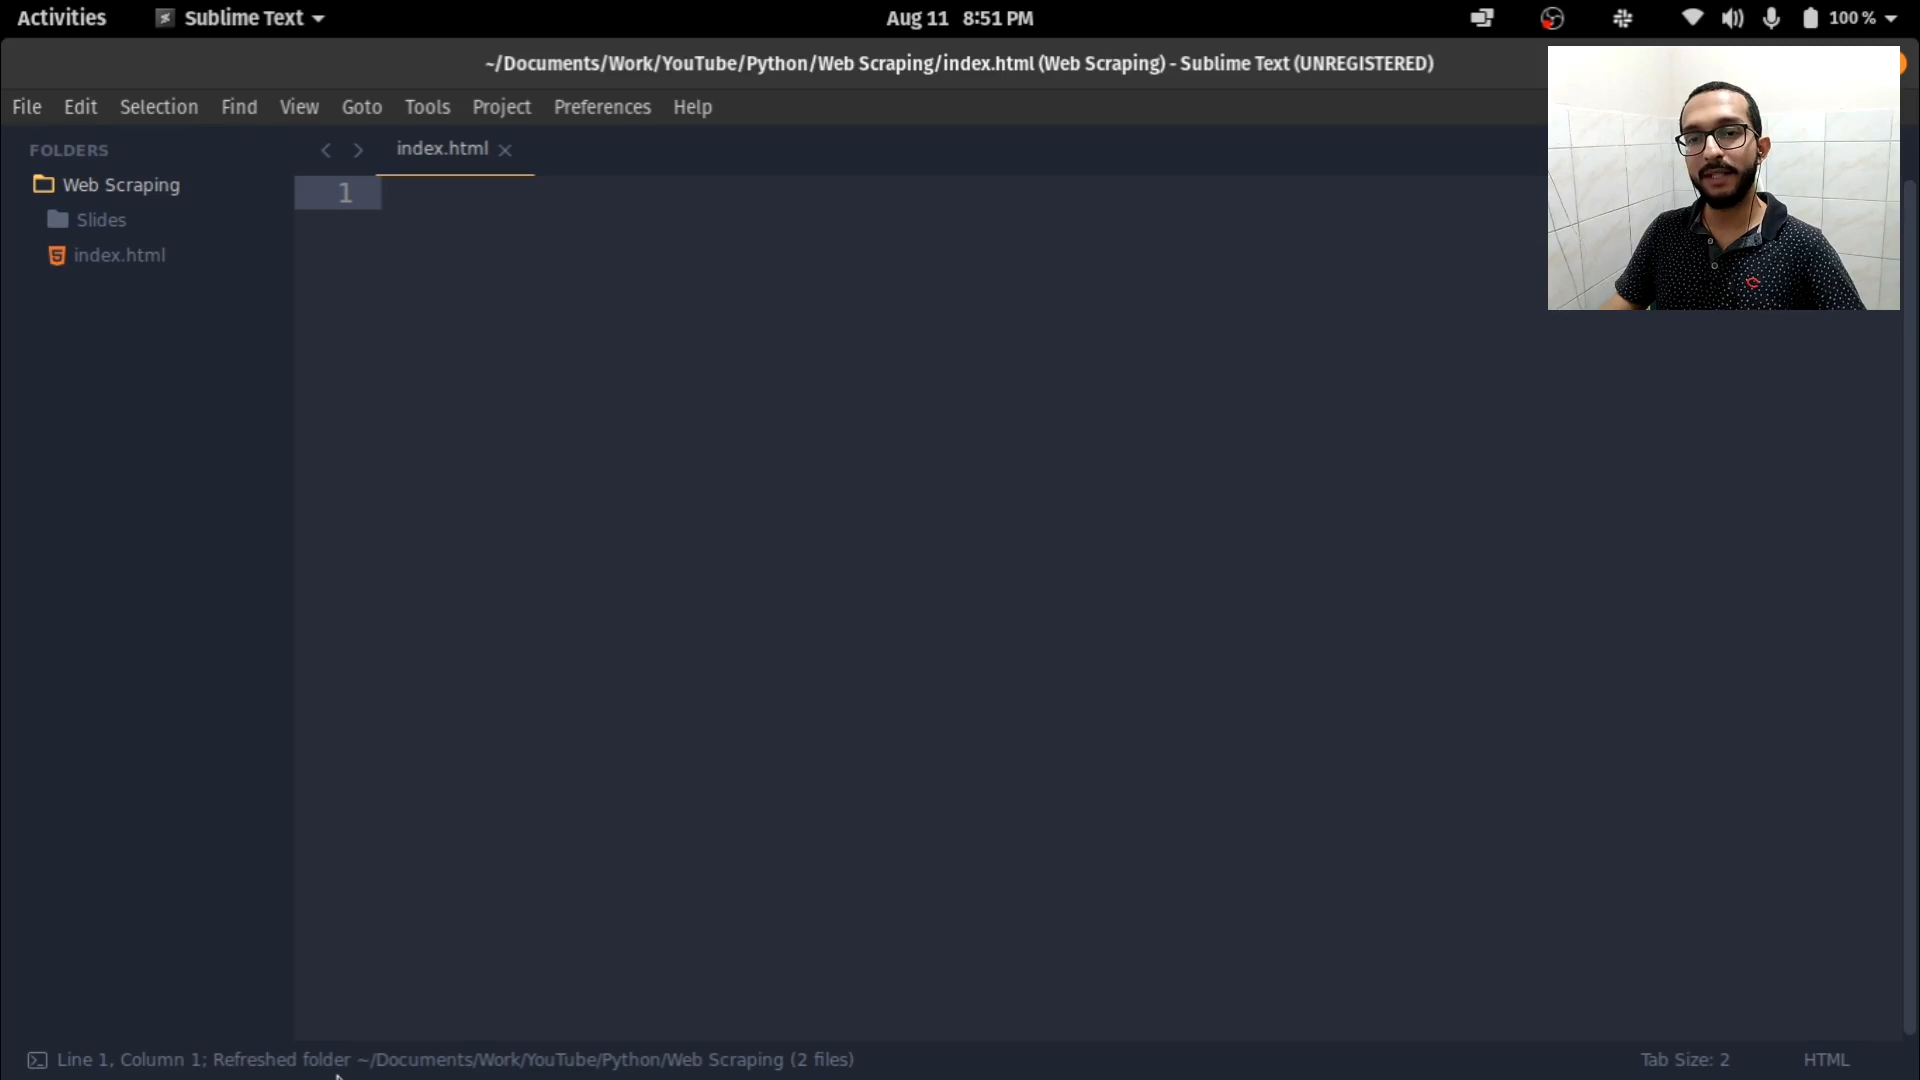 Activities Sublime Text Aug 11 8:51 PM 100 %
~/Documents/Work/YouTube/Python/Web Scraping/index.html (Web Scraping) - Sublime Text (UNREGISTERED)
File Edit Selection Find View Goto Tools Project Preferences Help
FOLDERS
Web Scraping
Slides
index.html
index.html
1
Line 1, Column 1; Refreshed folder ~/Documents/Work/YouTube/Python/Web Scraping (2 files) Tab Size: 2 HTML